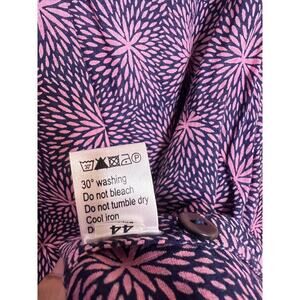 30° washing
Do not bleach
Do not tumble dry
Cool iron
D
44